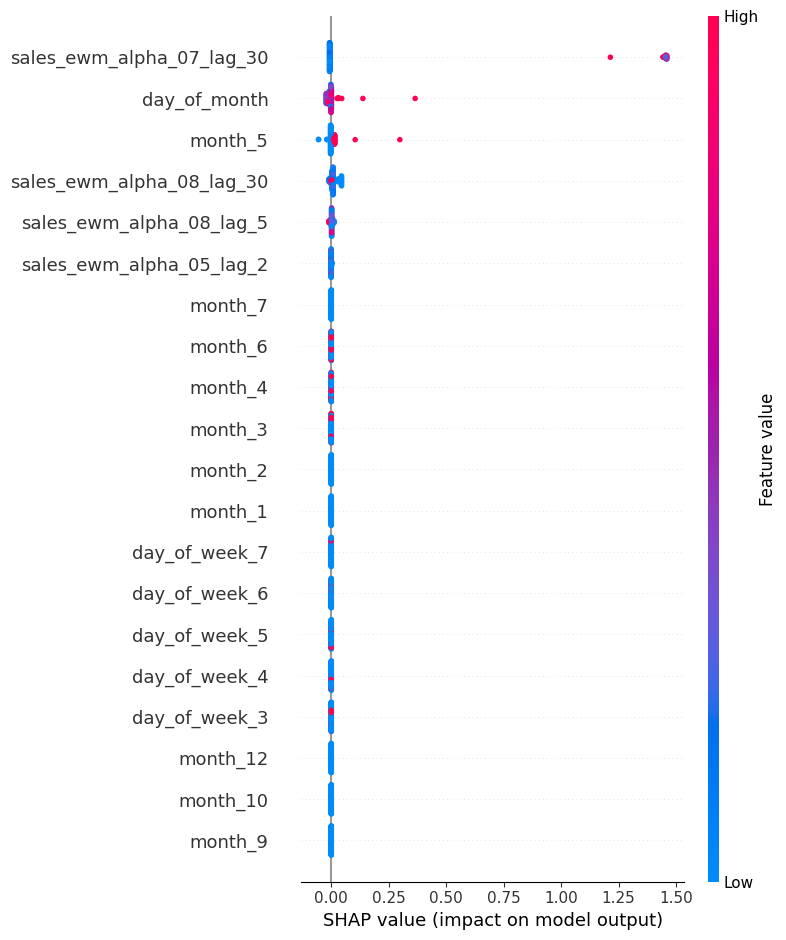 High
sales_ewm_alpha_07_lag_30
day_of_month
month_5
sales_ewm_alpha_08_lag_30
sales_ewm_alpha_08_lag_5
sales_ewm_alpha_05_lag_2
month_7
month_6
month_4
month_3
month_2
month_1
day_of_week_7
day_of_week_6
day_of_week_5
day_of_week_4
day_of_week_3
month_12
month_10
month_9
Feature value
Low
0.00 0.25 0.50 0.75 1.00 1.25 1.50
SHAP value (impact on model output)